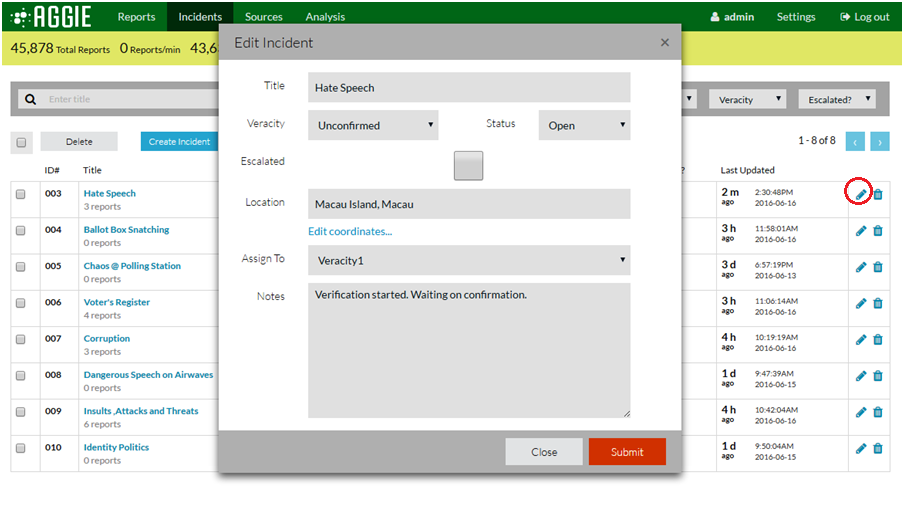 AGGIE Reports Incidents Sources Analysis admin Settings Log out
45,878 Total Reports 0 Reports/min
Edit Incident ×
Enter title
Veracity Escalated?
Title Hate Speech
Veracity Unconfirmed Status Open
Delete Create Incident 1 - 8 of 8 ‹ ›
Escalated
ID# Title ? Last Updated
Location Macau Island, Macau
Edit coordinates...
Assign To Veracity1
Notes Verification started. Waiting on confirmation.
003 Hate Speech 2 m 2:30:48PM
3 reports ago 2016-06-16
004 Ballot Box Snatching 3 h 11:58:01AM
0 reports ago 2016-06-16
005 Chaos @ Polling Station 3 d 6:57:19PM
0 reports ago 2016-06-13
006 Voter's Register 3 h 11:06:14AM
4 reports ago 2016-06-16
007 Corruption 4 h 10:19:19AM
3 reports ago 2016-06-16
008 Dangerous Speech on Airwaves 1 d 9:47:39AM
0 reports ago 2016-06-15
009 Insults ,Attacks and Threats 4 h 10:42:04AM
6 reports ago 2016-06-16
010 Identity Politics 1 d 9:50:04AM
0 reports ago 2016-06-15
Close Submit